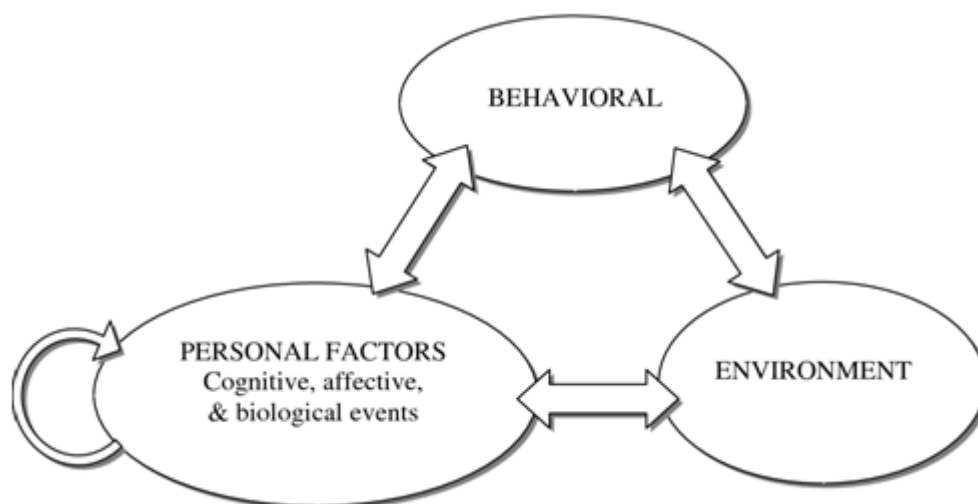 BEHAVIORAL
PERSONAL FACTORS
Cognitive, affective,
& biological events
ENVIRONMENT